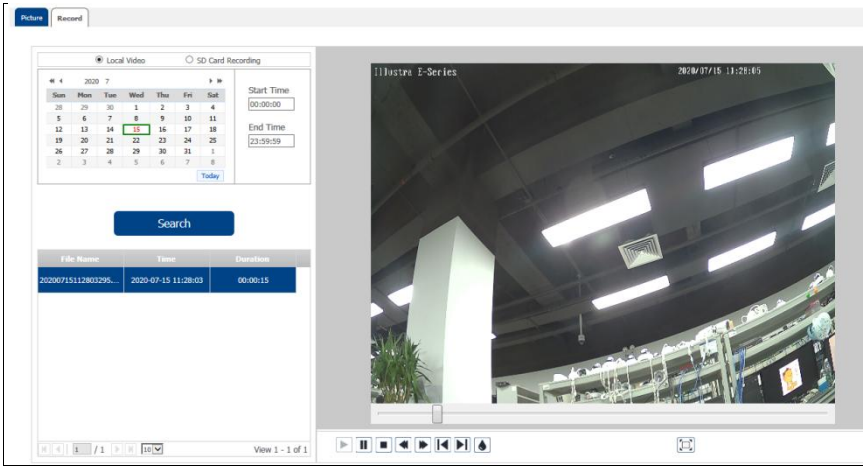 Picture Record
Local Video SD Card Recording
2020 7
Sun Mon Tue Wed Thu Fri Sat
28 29 30 1 2 3 4
5 6 7 8 9 10 11
12 13 14 15 16 17 18
19 20 21 22 23 24 25
26 27 28 29 30 31 1
2 3 4 5 6 7 8
Today
Start Time
00:00:00
End Time
23:59:59
Search
File Name Time Duration
20200715112803295.... 2020-07-15 11:28:03 00:00:15
1 / 1 10 View 1 - 1 of 1
Illustra E-Series 2020/07/15 11:28:05